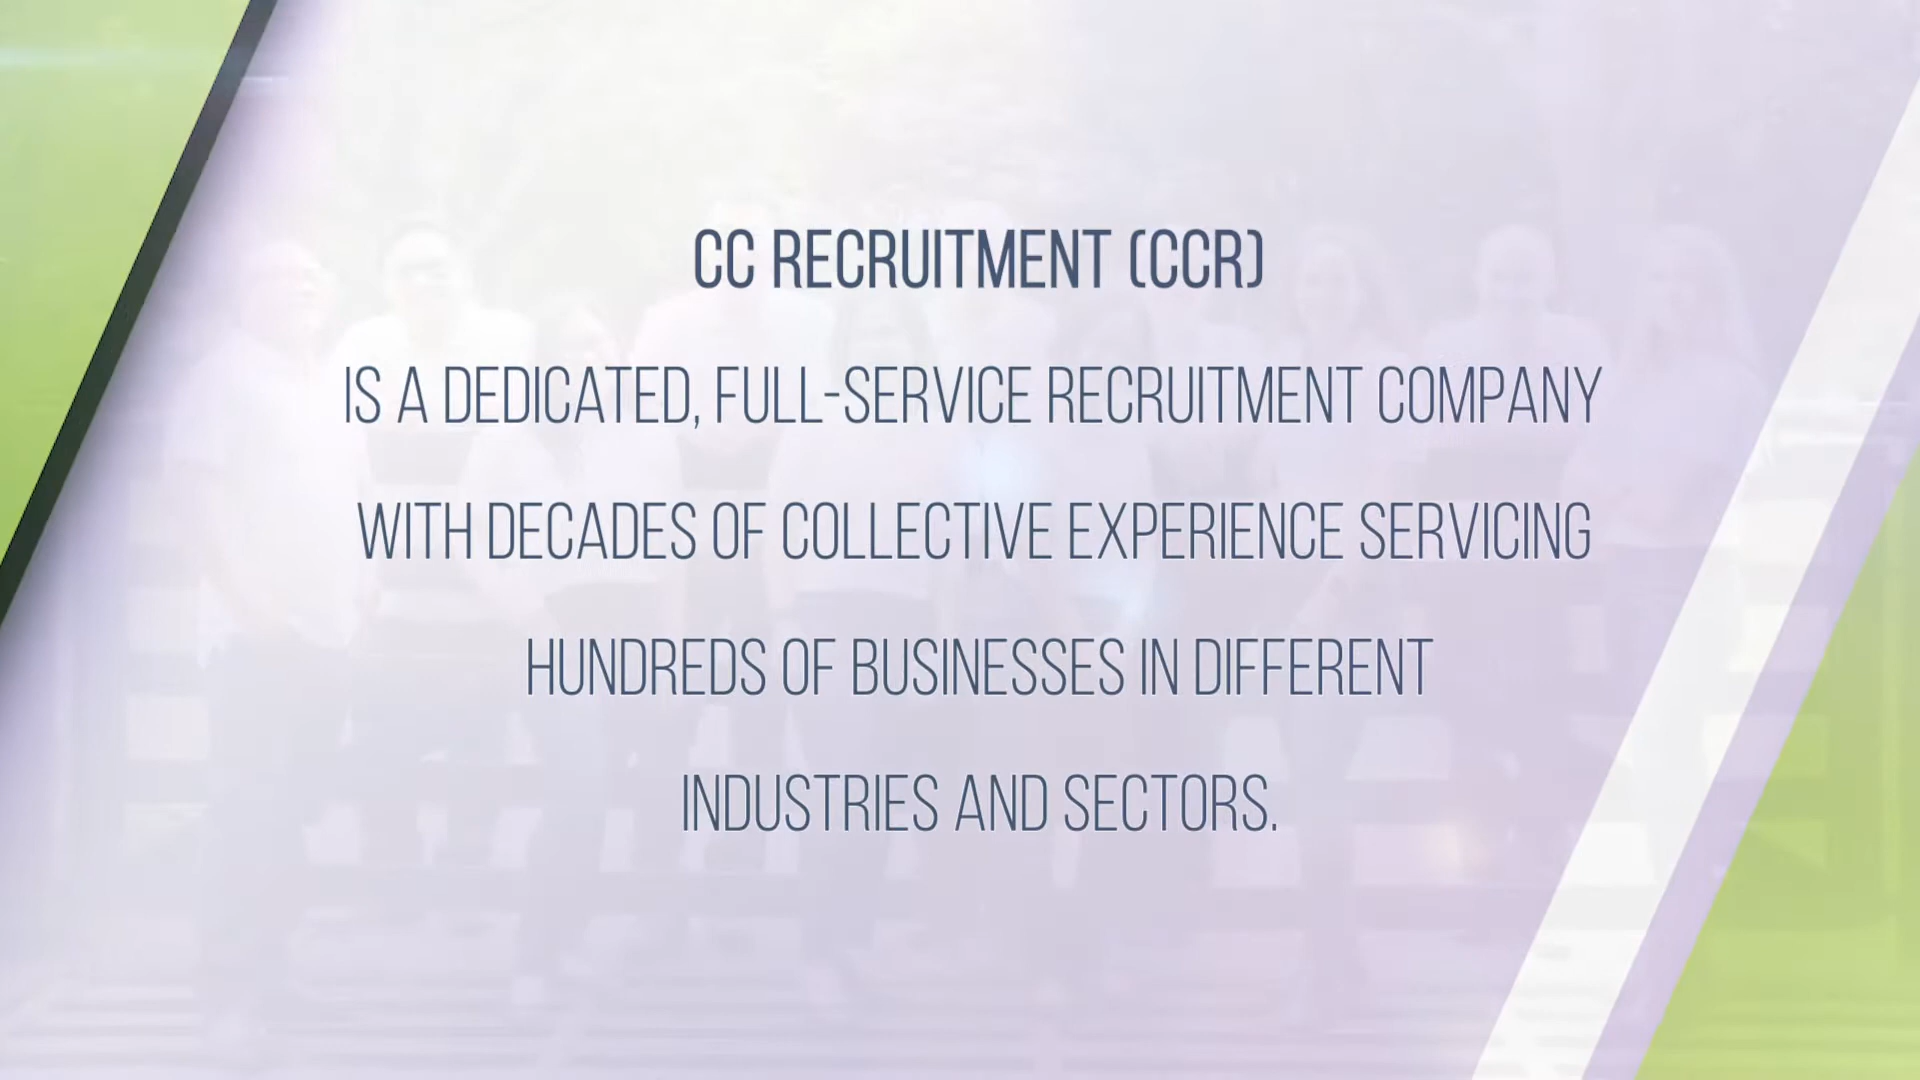 CC RECRUITMENT (CCR)
IS A DEDICATED, FULL-SERVICE RECRUITMENT COMPANY
WITH DECADES OF COLLECTIVE EXPERIENCE SERVICING
HUNDREDS OF BUSINESSES IN DIFFERENT
INDUSTRIES AND SECTORS.